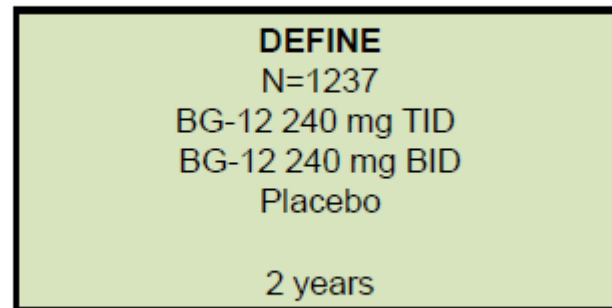 DEFINE
N=1237
BG-12 240 mg TID
BG-12 240 mg BID
Placebo
2 years